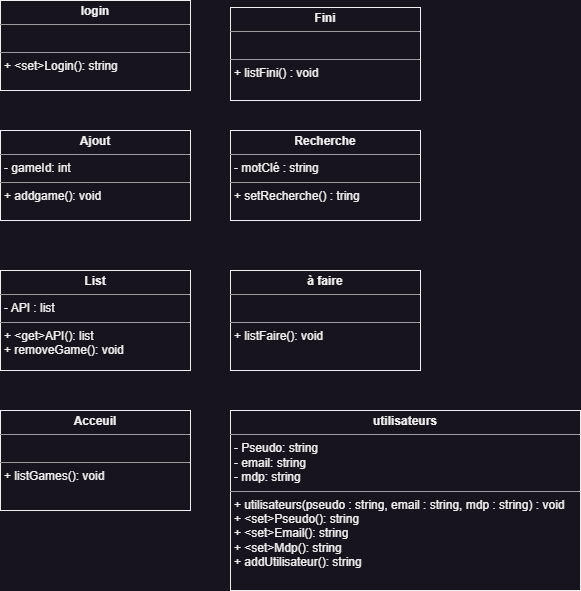 login
+ <set>Login(): string
Fini
+ listFini() : void
Ajout
- gameId: int
+ addgame(): void
Recherche
- motClé : string
+ setRecherche() : tring
List
- API : list
+ <get>API(): list
+ removeGame(): void
à faire
+ listFaire(): void
Acceuil
+ listGames(): void
utilisateurs
- Pseudo: string
- email: string
- mdp: string
+ utilisateurs(pseudo : string, email : string, mdp : string) : void
+ <set>Pseudo(): string
+ <set>Email(): string
+ <set>Mdp(): string
+ addUtilisateur(): string